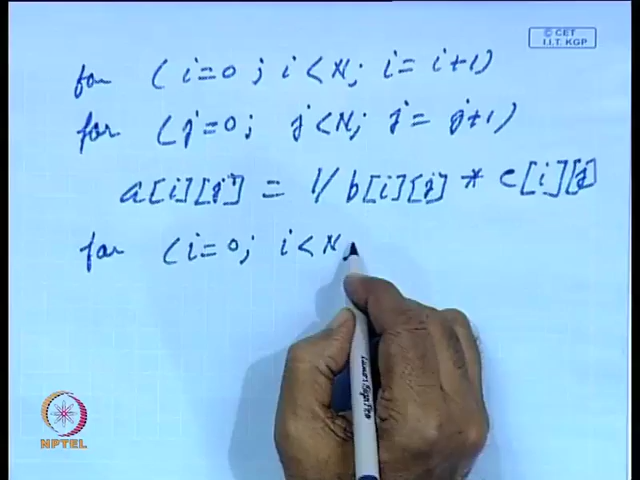 © CET
I.I.T. KGP
for (i=0; i<N; i=i+1)
for (j=0; j<N; j=j+1)
a[i][j] = 1/b[i][j] * c[i][j]
for (i=0; i<N;
NPTEL